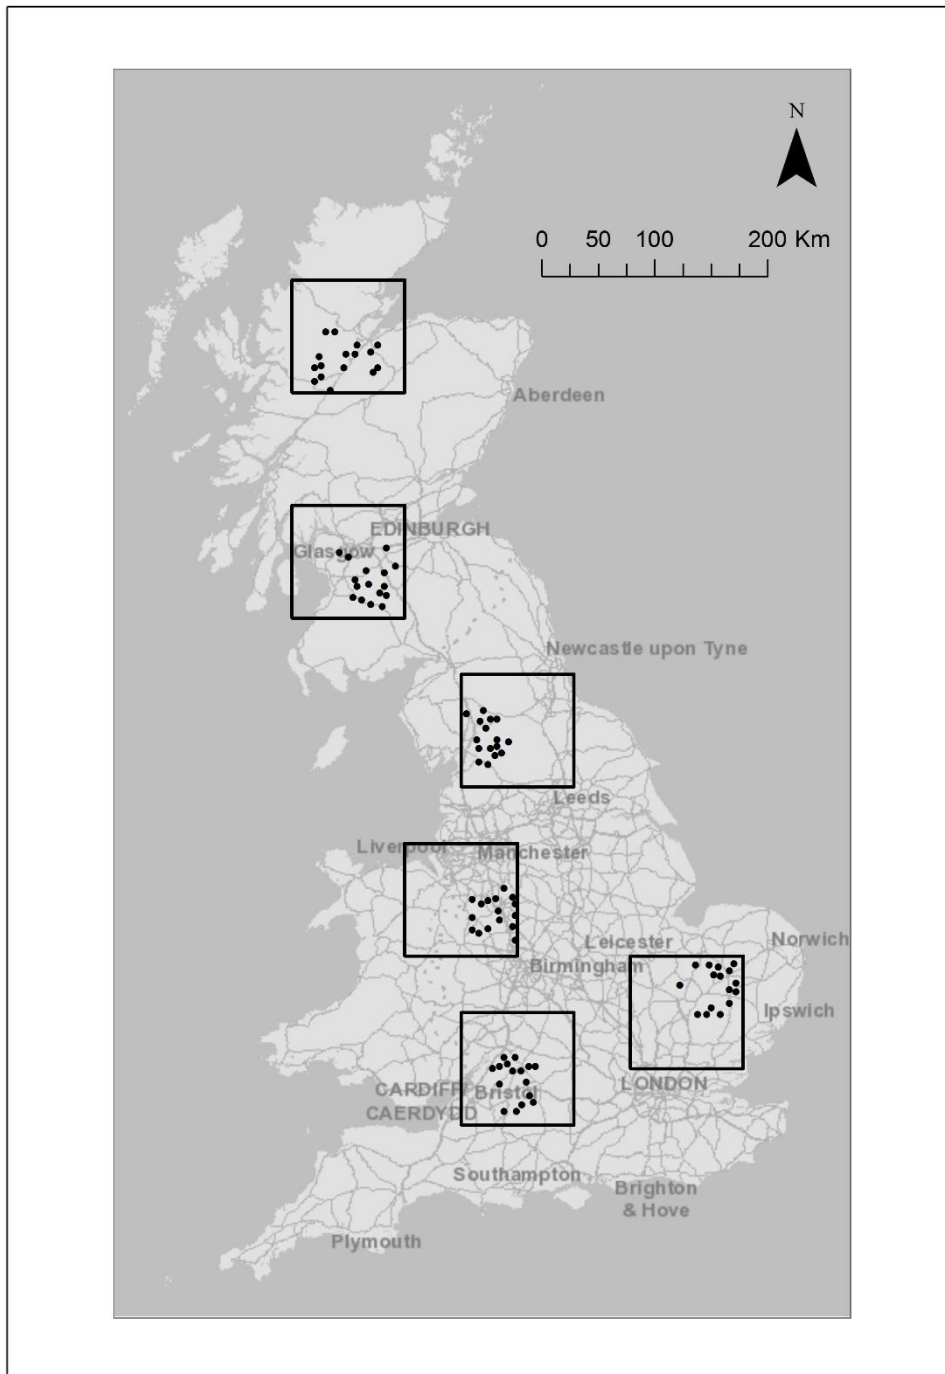 N
0 50 100 200 Km
Aberdeen
EDINBURGH
Glasgow
Newcastle upon Tyne
Leeds
Liverpool
Manchester
Leicester
Norwich
Birmingham
Ipswich
LONDON
CARDIFF/
Bristol
CAERDYDD
Southampton
Brighton
& Hove
Plymouth